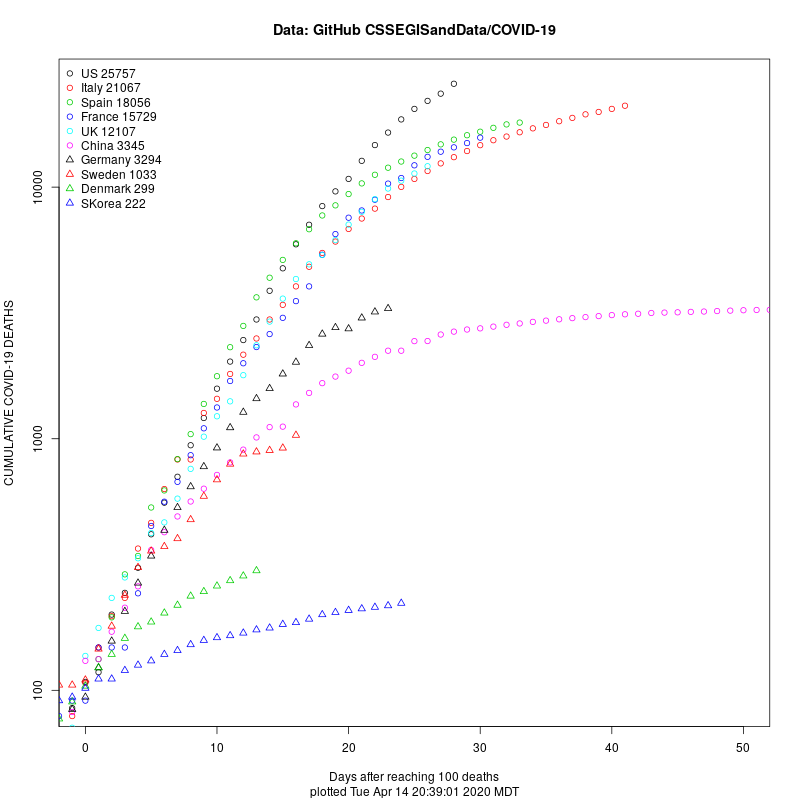 Data: GitHub CSSEGISandData/COVID-19
US 25757
Italy 21067
Spain 18056
France 15729
UK 12107
China 3345
Germany 3294
Sweden 1033
Denmark 299
SKorea 222
CUMULATIVE COVID-19 DEATHS
10000
1000
100
0 10 20 30 40 50
Days after reaching 100 deaths
plotted Tue Apr 14 20:39:01 2020 MDT